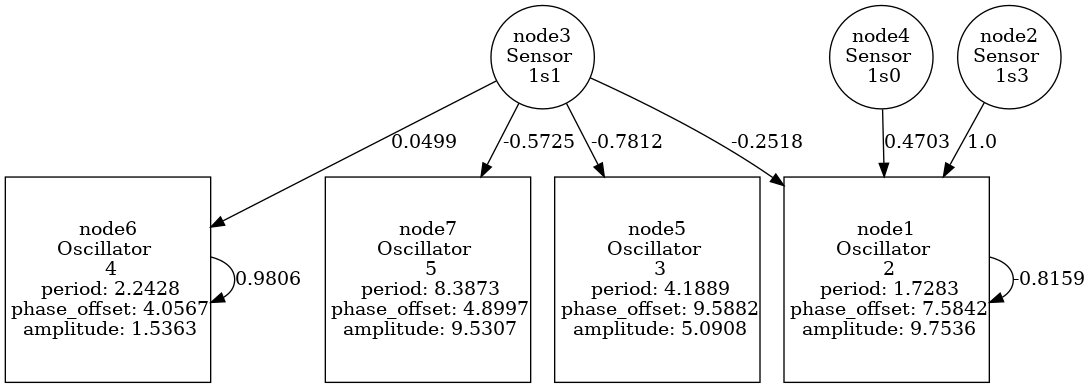 node3
Sensor
1s1
node4
Sensor
1s0
node2
Sensor
1s3
0.0499
-0.5725
-0.7812
-0.2518
0.4703
1.0
node6
Oscillator
4
period: 2.2428
phase_offset: 4.0567
amplitude: 1.5363
0.9806
node7
Oscillator
5
period: 8.3873
phase_offset: 4.8997
amplitude: 9.5307
node5
Oscillator
3
period: 4.1889
phase_offset: 9.5882
amplitude: 5.0908
node1
Oscillator
2
period: 1.7283
phase_offset: 7.5842
amplitude: 9.7536
-0.8159